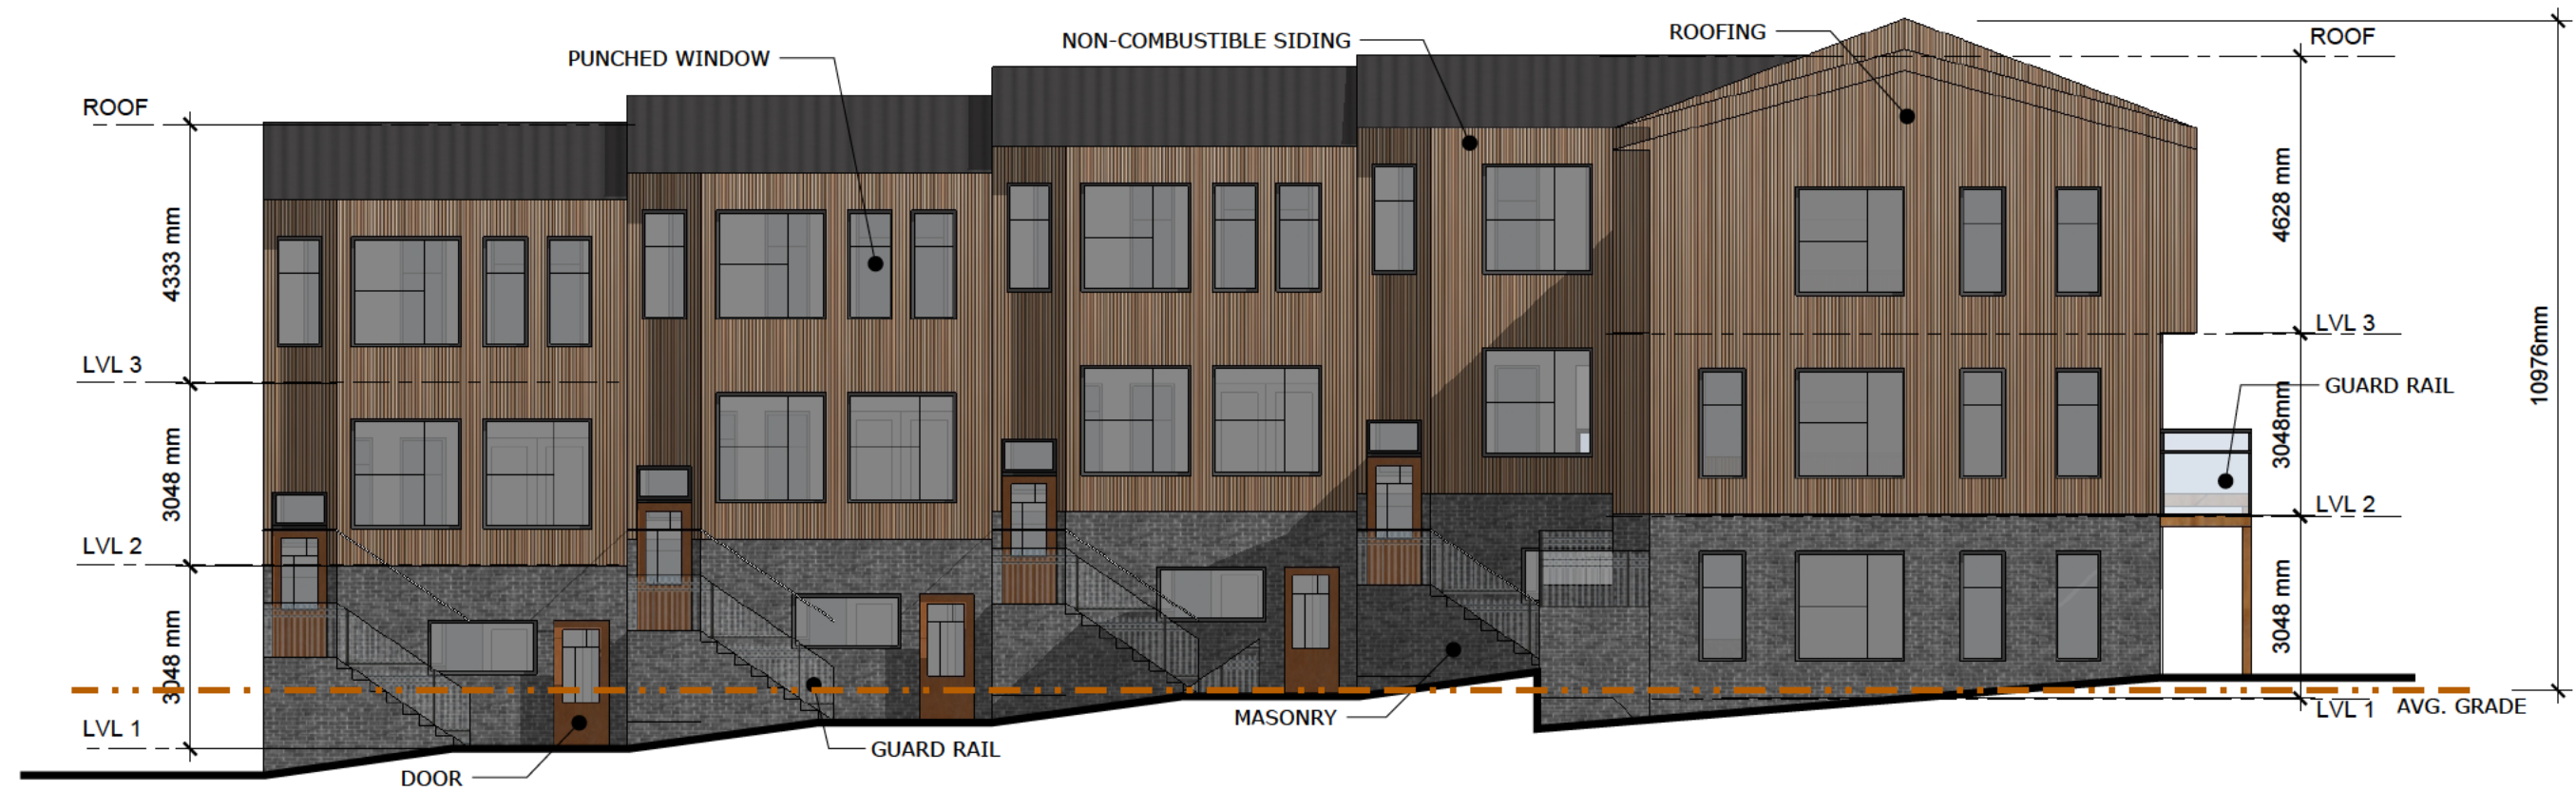 PUNCHED WINDOW
NON-COMBUSTIBLE SIDING
ROOFING
ROOF
ROOF
4333 mm
4628 mm
LVL 3
LVL 3
10976mm
GUARD RAIL
3048 mm
3048mm
LVL 2
LVL 2
3048 mm
3048 mm
LVL 1
LVL 1
AVG. GRADE
MASONRY
GUARD RAIL
DOOR